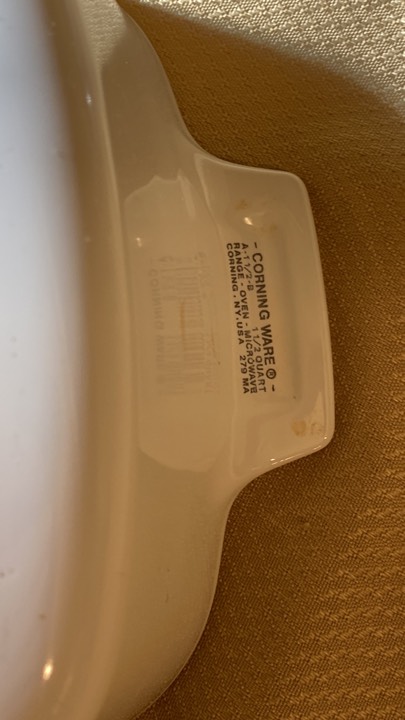 - CORNING WARE ® -
A-1 1/2-B 1 1/2 QUART
RANGE - OVEN - MICROWAVE
CORNING, NY. USA 279 MA